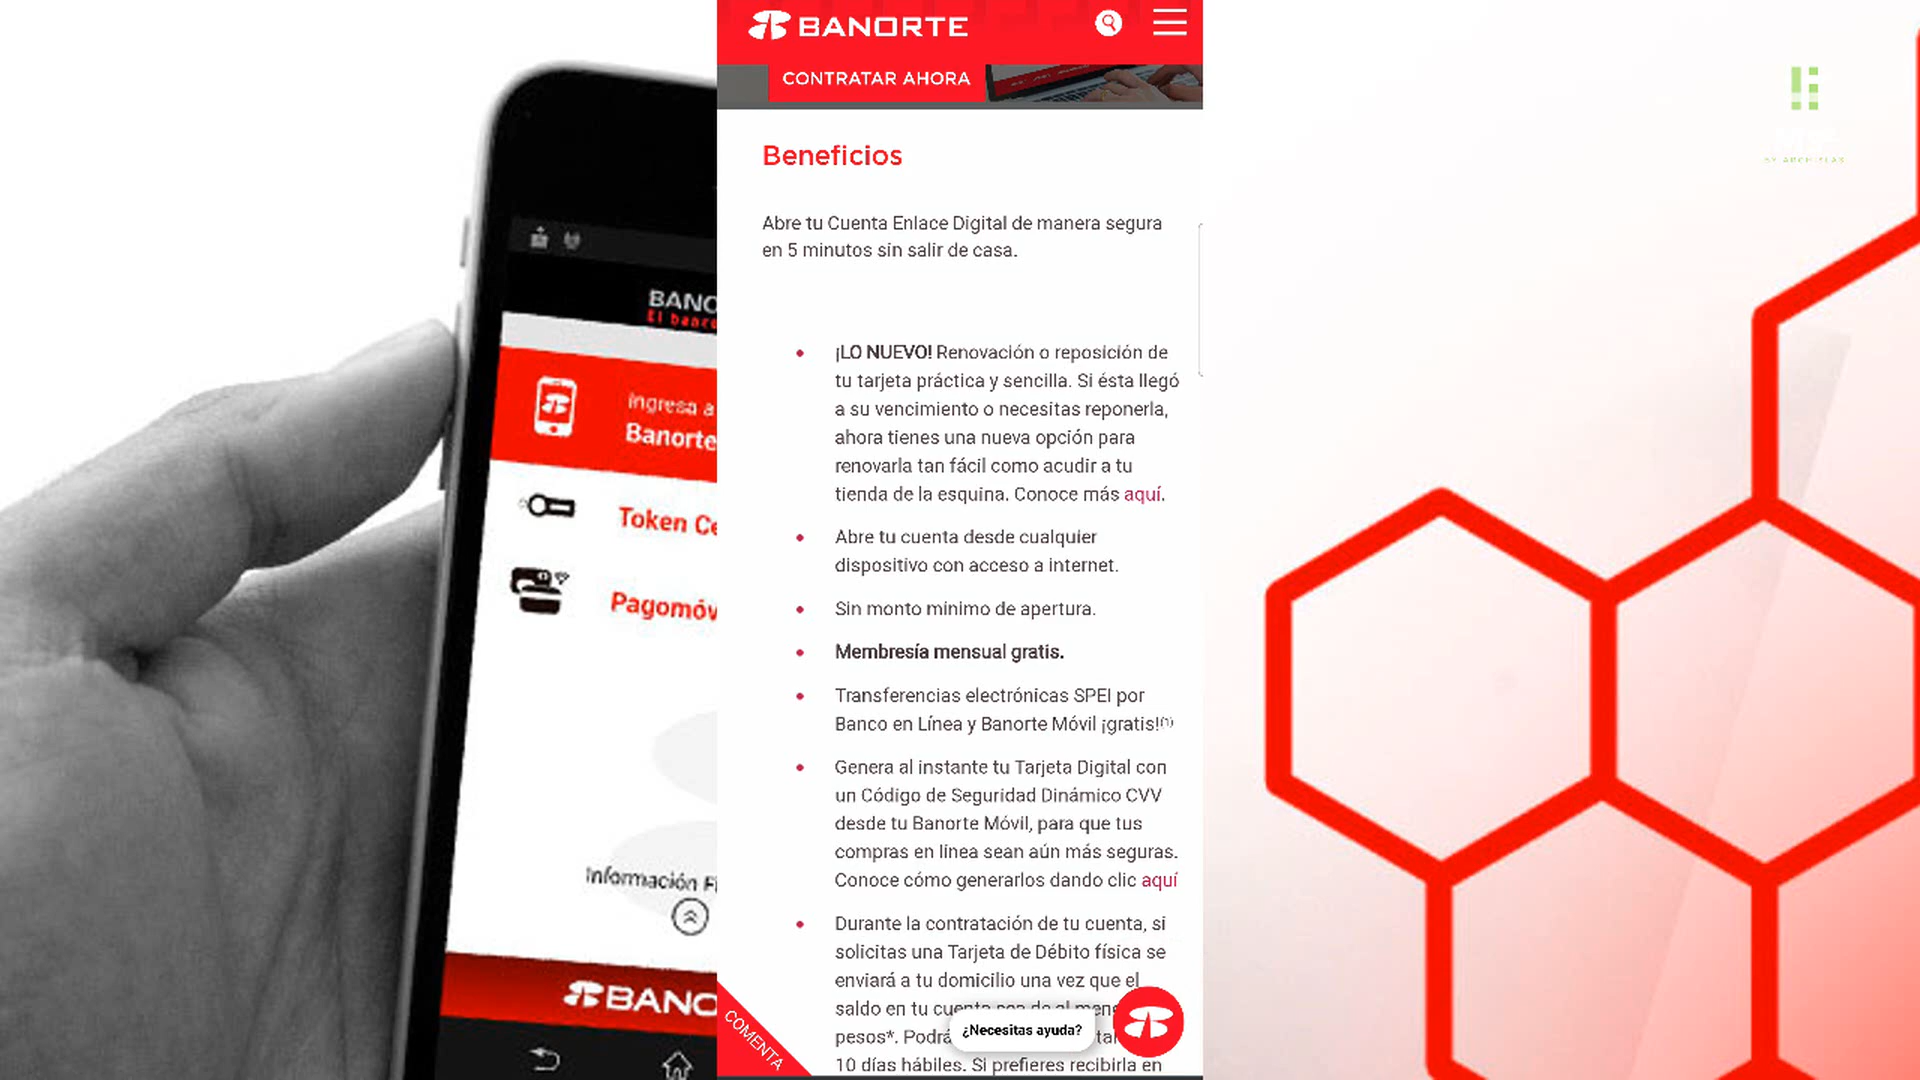 BANORTE
CONTRATAR AHORA
Beneficios
Abre tu Cuenta Enlace Digital de manera segura
en 5 minutos sin salir de casa.
¡LO NUEVO! Renovación o reposición de
tu tarjeta práctica y sencilla. Si ésta llegó
a su vencimiento o necesitas reponerla,
ahora tienes una nueva opción para
renovarla tan fácil como acudir a tu
tienda de la esquina. Conoce más aquí.
Abre tu cuenta desde cualquier
dispositivo con acceso a internet.
Sin monto mínimo de apertura.
Membresía mensual gratis.
Transferencias electrónicas SPEI por
Banco en Línea y Banorte Móvil ¡gratis!(1)
Genera al instante tu Tarjeta Digital con
un Código de Seguridad Dinámico CVV
desde tu Banorte Móvil, para que tus
compras en línea sean aún más seguras.
Conoce cómo generarlos dando clic aquí
Durante la contratación de tu cuenta, si
solicitas una Tarjeta de Débito física se
enviará a tu domicilio una vez que el
saldo en tu
pesos*.
10 días hábiles. Si prefieres recibirla en
¿Necesitas ayuda?
COMENTA
BANO
El banco
Ingresa a
Banorte
Token Ce
Pagomóv
Información Fi
BANO
BY ARCHIPLAS